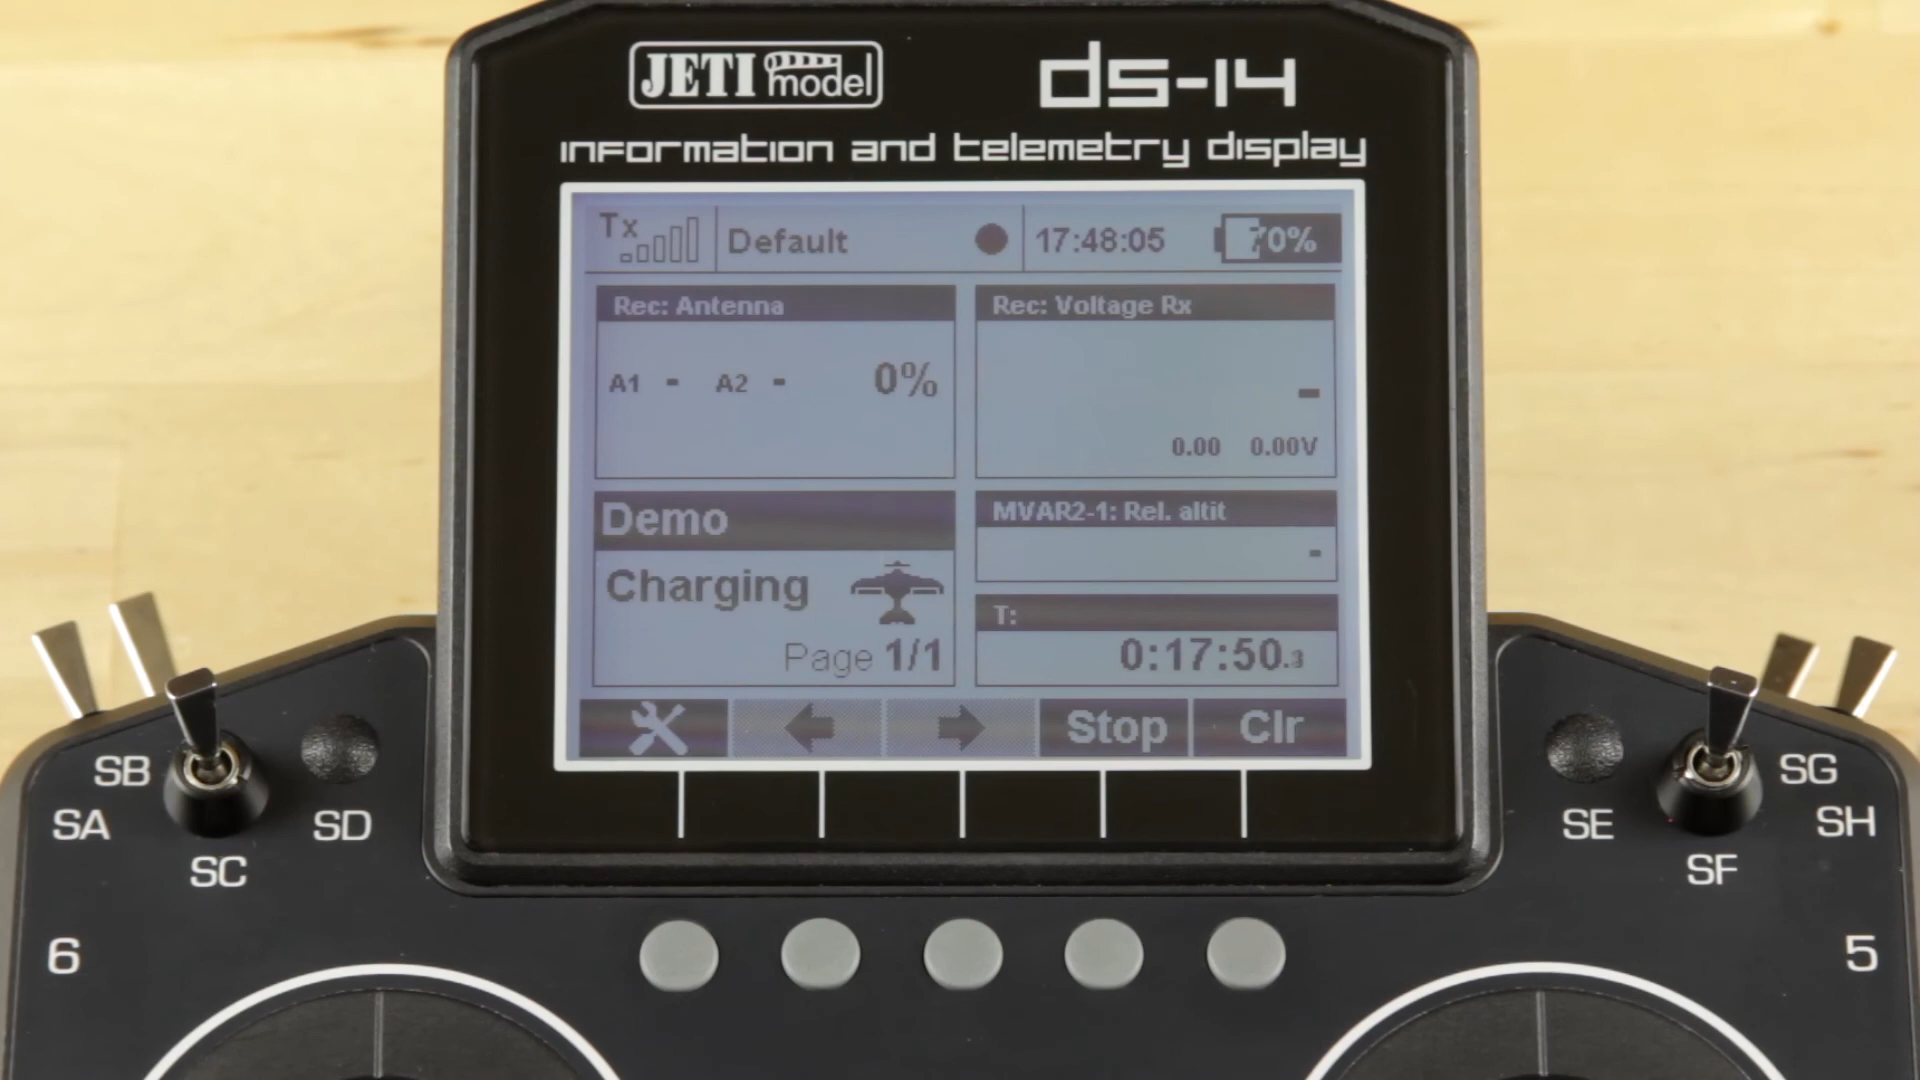 JETI model
ds-14
information and telemetry display
Tx
Default
17:48:05
70%
Rec: Antenna
A1 - A2 - 0%
Rec: Voltage Rx
-
0.00 0.00V
Demo
Charging
Page 1/1
MVAR2-1: Rel. altit
-
T:
0:17:50.3
Stop
Clr
SB
SA
SC
SD
SE
SF
SG
SH
6
5